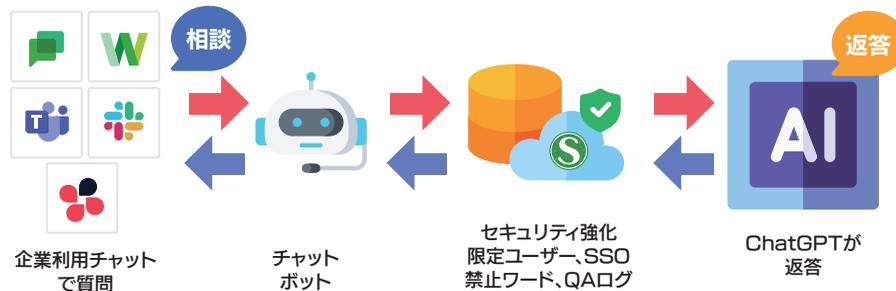 相談
返答
W
T
S
AI
企業利用チャット
で質問
チャット
ボット
セキュリティ強化
限定ユーザー、SSO
禁止ワード、QAログ
ChatGPTが
返答